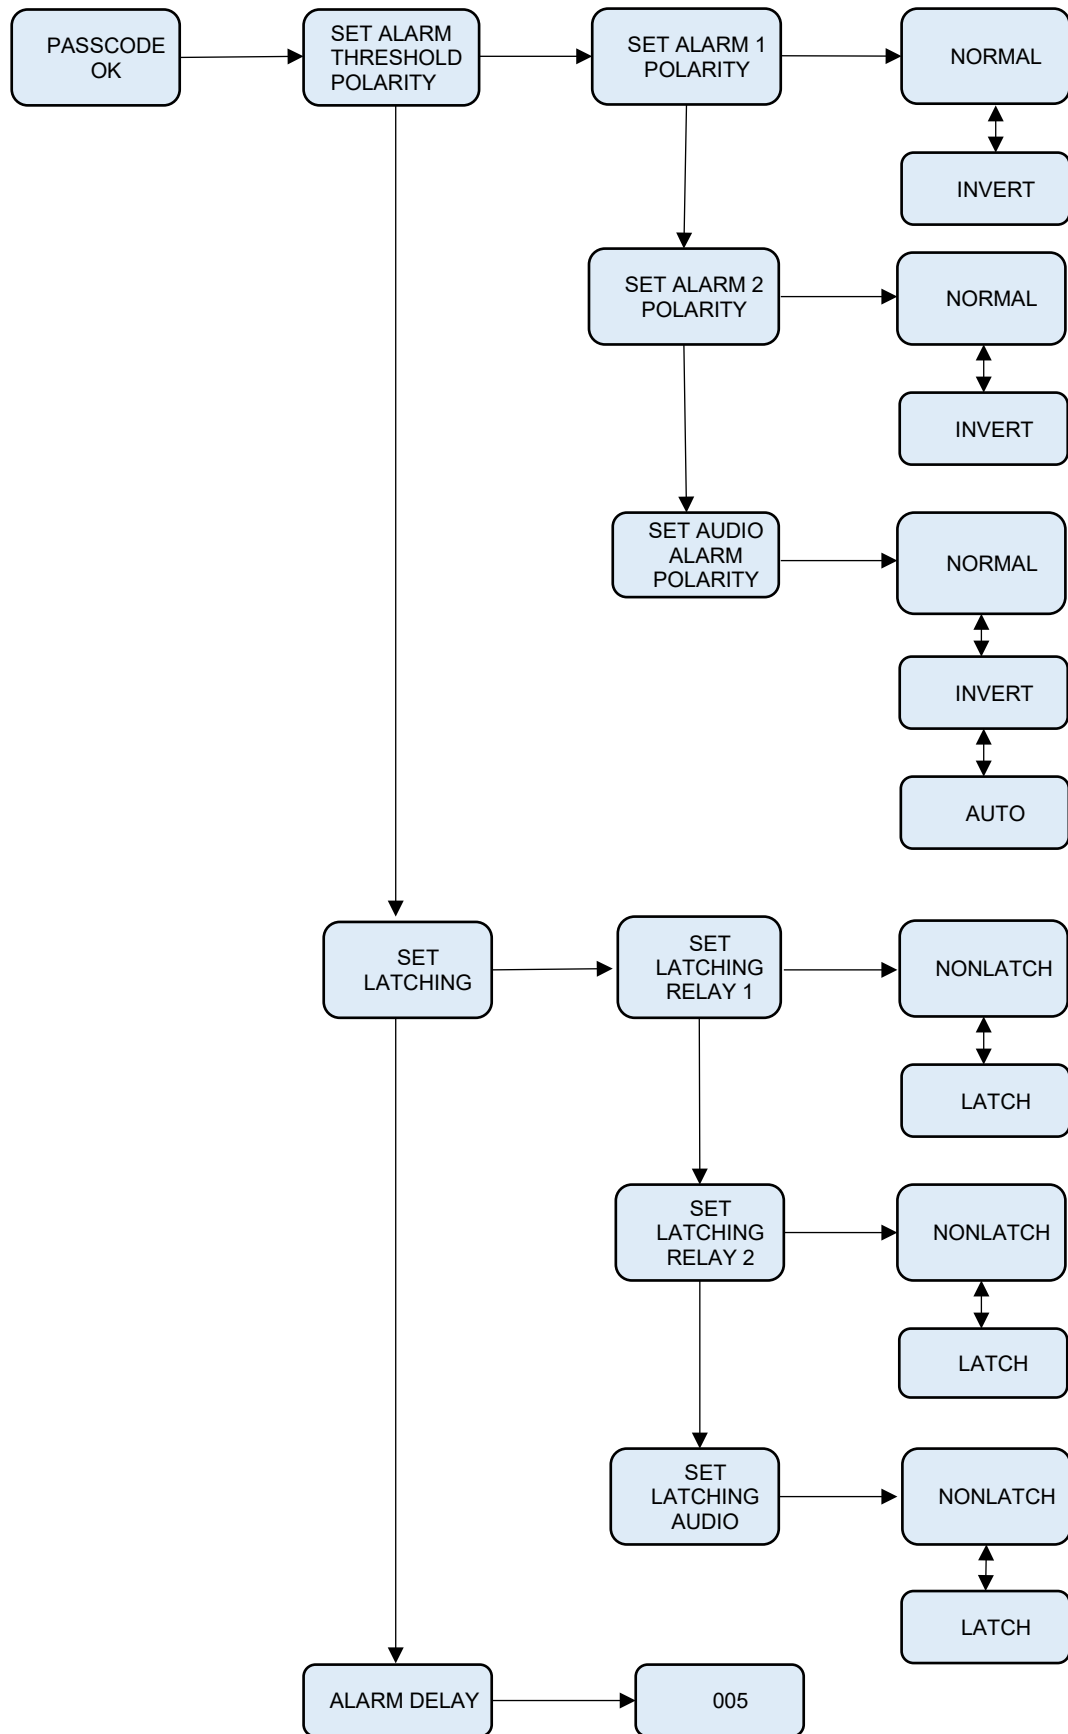 PASSCODE
OK
SET ALARM
THRESHOLD
POLARITY
SET ALARM 1
POLARITY
NORMAL
INVERT
SET ALARM 2
POLARITY
NORMAL
INVERT
SET AUDIO
ALARM
POLARITY
NORMAL
INVERT
AUTO
SET
LATCHING
SET
LATCHING
RELAY 1
NONLATCH
LATCH
SET
LATCHING
RELAY 2
NONLATCH
LATCH
SET
LATCHING
AUDIO
NONLATCH
LATCH
ALARM DELAY
005